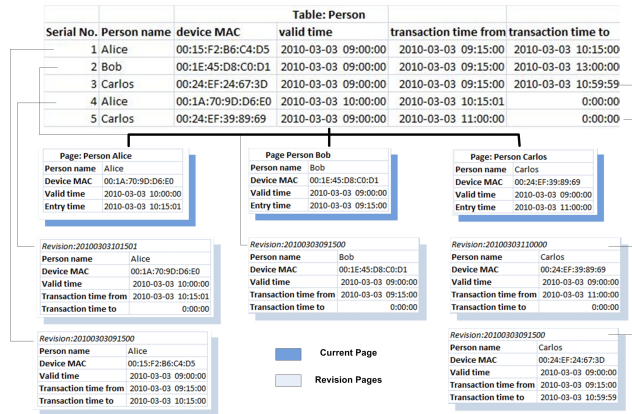 Table: Person
Serial No. Person name device MAC valid time transaction time from transaction time to
1 Alice 00:15:F2:B6:C4:D5 2010-03-03 09:00:00 2010-03-03 09:15:00 2010-03-03 10:15:00
2 Bob 00:1E:45:D8:C0:D1 2010-03-03 09:00:00 2010-03-03 09:15:00 2010-03-03 13:00:00
3 Carlos 00:24:EF:24:67:3D 2010-03-03 09:00:00 2010-03-03 09:15:00 2010-03-03 10:59:59
4 Alice 00:1A:70:9D:D6:E0 2010-03-03 10:00:00 2010-03-03 10:15:01 0:00:00
5 Carlos 00:24:EF:39:89:69 2010-03-03 09:00:00 2010-03-03 11:00:00 0:00:00
Page: Person Alice
Person name Alice
Device MAC 00:1A:70:9D:D6:E0
Valid time 2010-03-03 10:00:00
Entry time 2010-03-03 10:15:01
Page Person Bob
Person name Bob
Device MAC 00:1E:45:D8:C0:D1
Valid time 2010-03-03 09:00:00
Entry time 2010-03-03 09:15:00
Page: Person Carlos
Person name Carlos
Device MAC 00:24:EF:39:89:69
Valid time 2010-03-03 09:00:00
Entry time 2010-03-03 11:00:00
Revision:20100303101501
Person name Alice
Device MAC 00:1A:70:9D:D6:E0
Valid time 2010-03-03 10:00:00
Transaction time from 2010-03-03 10:15:01
Transaction time to 0:00:00
Revision:20100303091500
Person name Bob
Device MAC 00:1E:45:D8:C0:D1
Valid time 2010-03-03 09:00:00
Transaction time from 2010-03-03 09:15:00
Transaction time to 0:00:00
Revision:20100303110000
Person name Carlos
Device MAC 00:24:EF:39:89:69
Valid time 2010-03-03 09:00:00
Transaction time from 2010-03-03 11:00:00
Transaction time to 0:00:00
Revision:20100303091500
Person name Alice
Device MAC 00:15:F2:B6:C4:D5
Valid time 2010-03-03 09:00:00
Transaction time from 2010-03-03 09:15:00
Transaction time to 2010-03-03 10:15:00
Current Page
Revision Pages
Revision:20100303091500
Person name Carlos
Device MAC 00:24:EF:24:67:3D
Valid time 2010-03-03 09:00:00
Transaction time from 2010-03-03 09:15:00
Transaction time to 2010-03-03 10:59:59